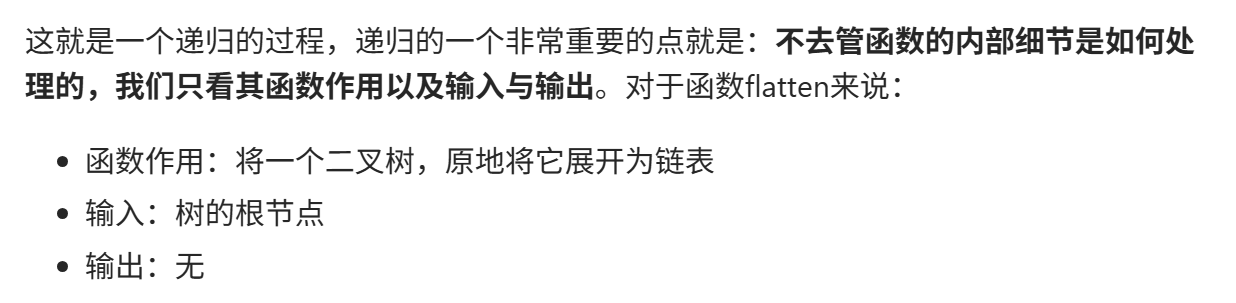 这就是一个递归的过程，递归的一个非常重要的点就是：不去管函数的内部细节是如何处
理的，我们只看其函数作用以及输入与输出。对于函数flatten来说：
• 函数作用：将一个二叉树，原地将它展开为链表
• 输入：树的根节点
• 输出：无